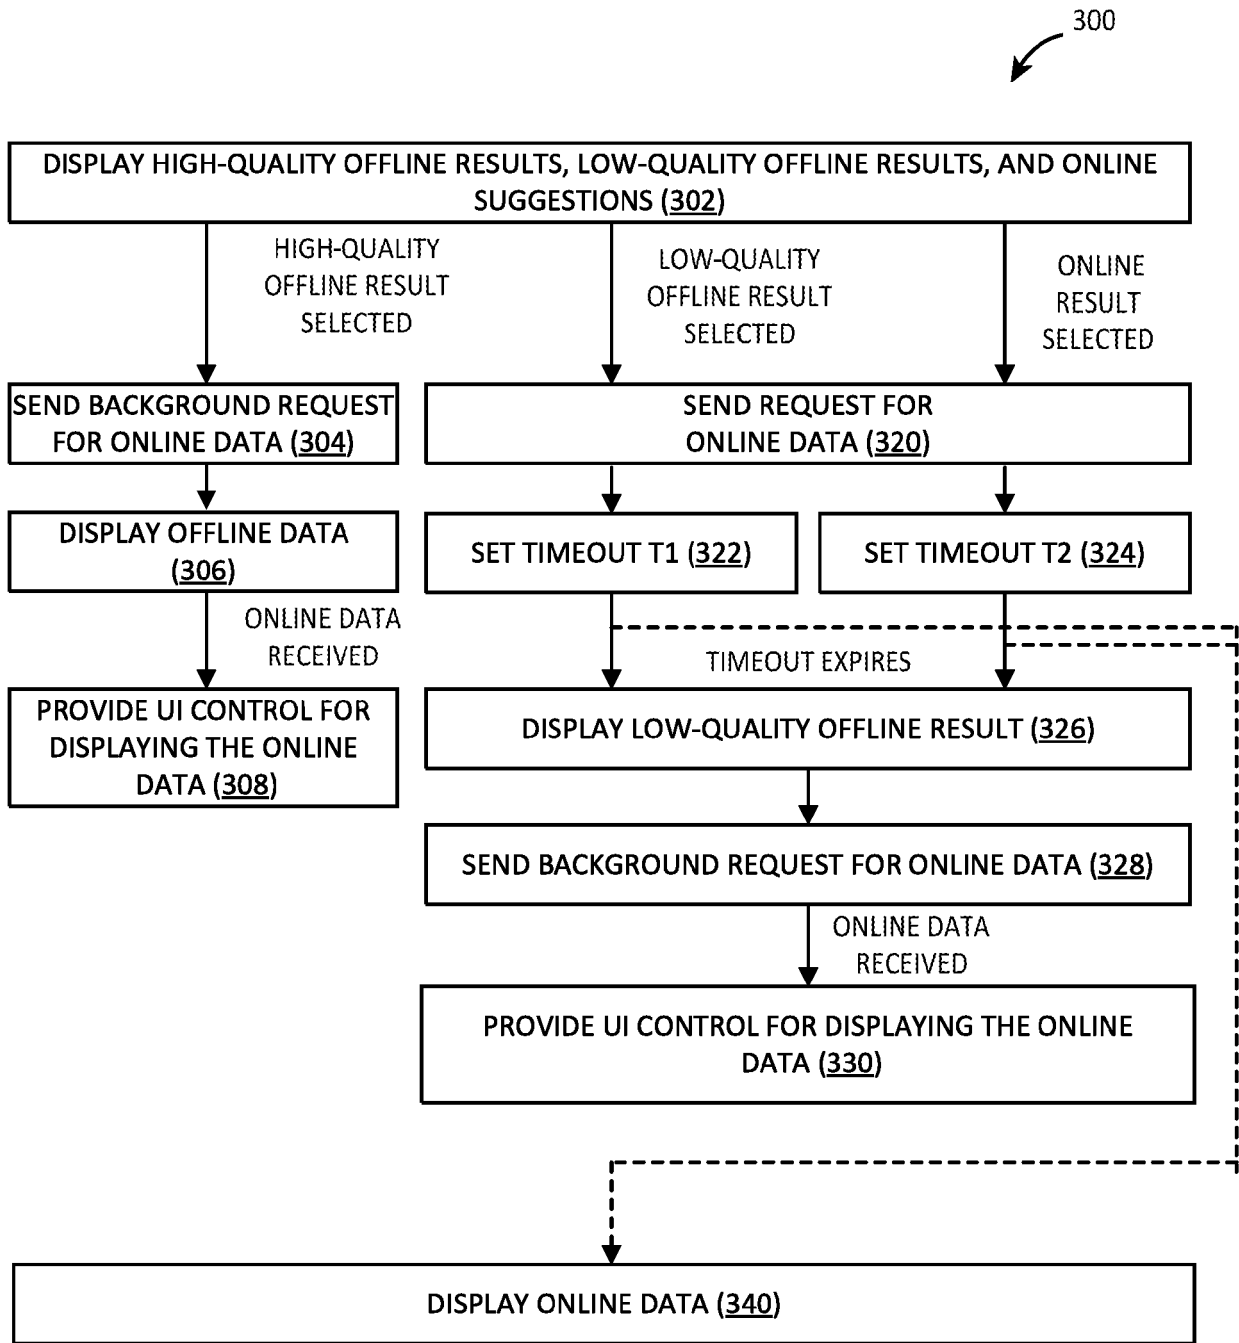 300
DISPLAY HIGH-QUALITY OFFLINE RESULTS, LOW-QUALITY OFFLINE RESULTS, AND ONLINE
SUGGESTIONS (302)
HIGH-QUALITY
OFFLINE RESULT
SELECTED
LOW-QUALITY
OFFLINE RESULT
SELECTED
ONLINE
RESULT
SELECTED
SEND BACKGROUND REQUEST
FOR ONLINE DATA (304)
SEND REQUEST FOR
ONLINE DATA (320)
DISPLAY OFFLINE DATA
(306)
SET TIMEOUT T1 (322)
SET TIMEOUT T2 (324)
ONLINE DATA
RECEIVED
TIMEOUT EXPIRES
PROVIDE UI CONTROL FOR
DISPLAYING THE ONLINE
DATA (308)
DISPLAY LOW-QUALITY OFFLINE RESULT (326)
SEND BACKGROUND REQUEST FOR ONLINE DATA (328)
ONLINE DATA
RECEIVED
PROVIDE UI CONTROL FOR DISPLAYING THE ONLINE
DATA (330)
DISPLAY ONLINE DATA (340)